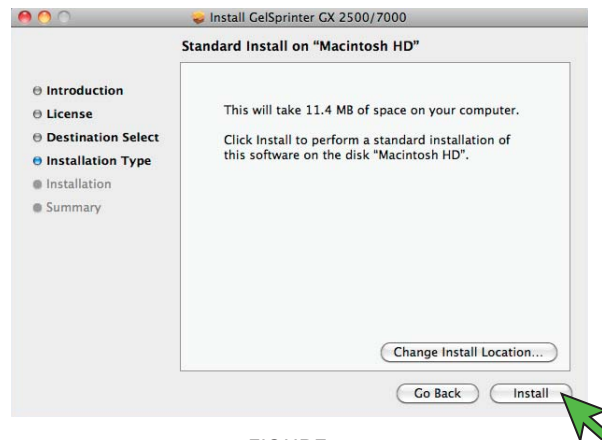 Install GelSprinter GX 2500/7000
Standard Install on “Macintosh HD”
Introduction
License
Destination Select
Installation Type
Installation
Summary
This will take 11.4 MB of space on your computer.
Click Install to perform a standard installation of
this software on the disk “Macintosh HD”.
Change Install Location...
Go Back
Install